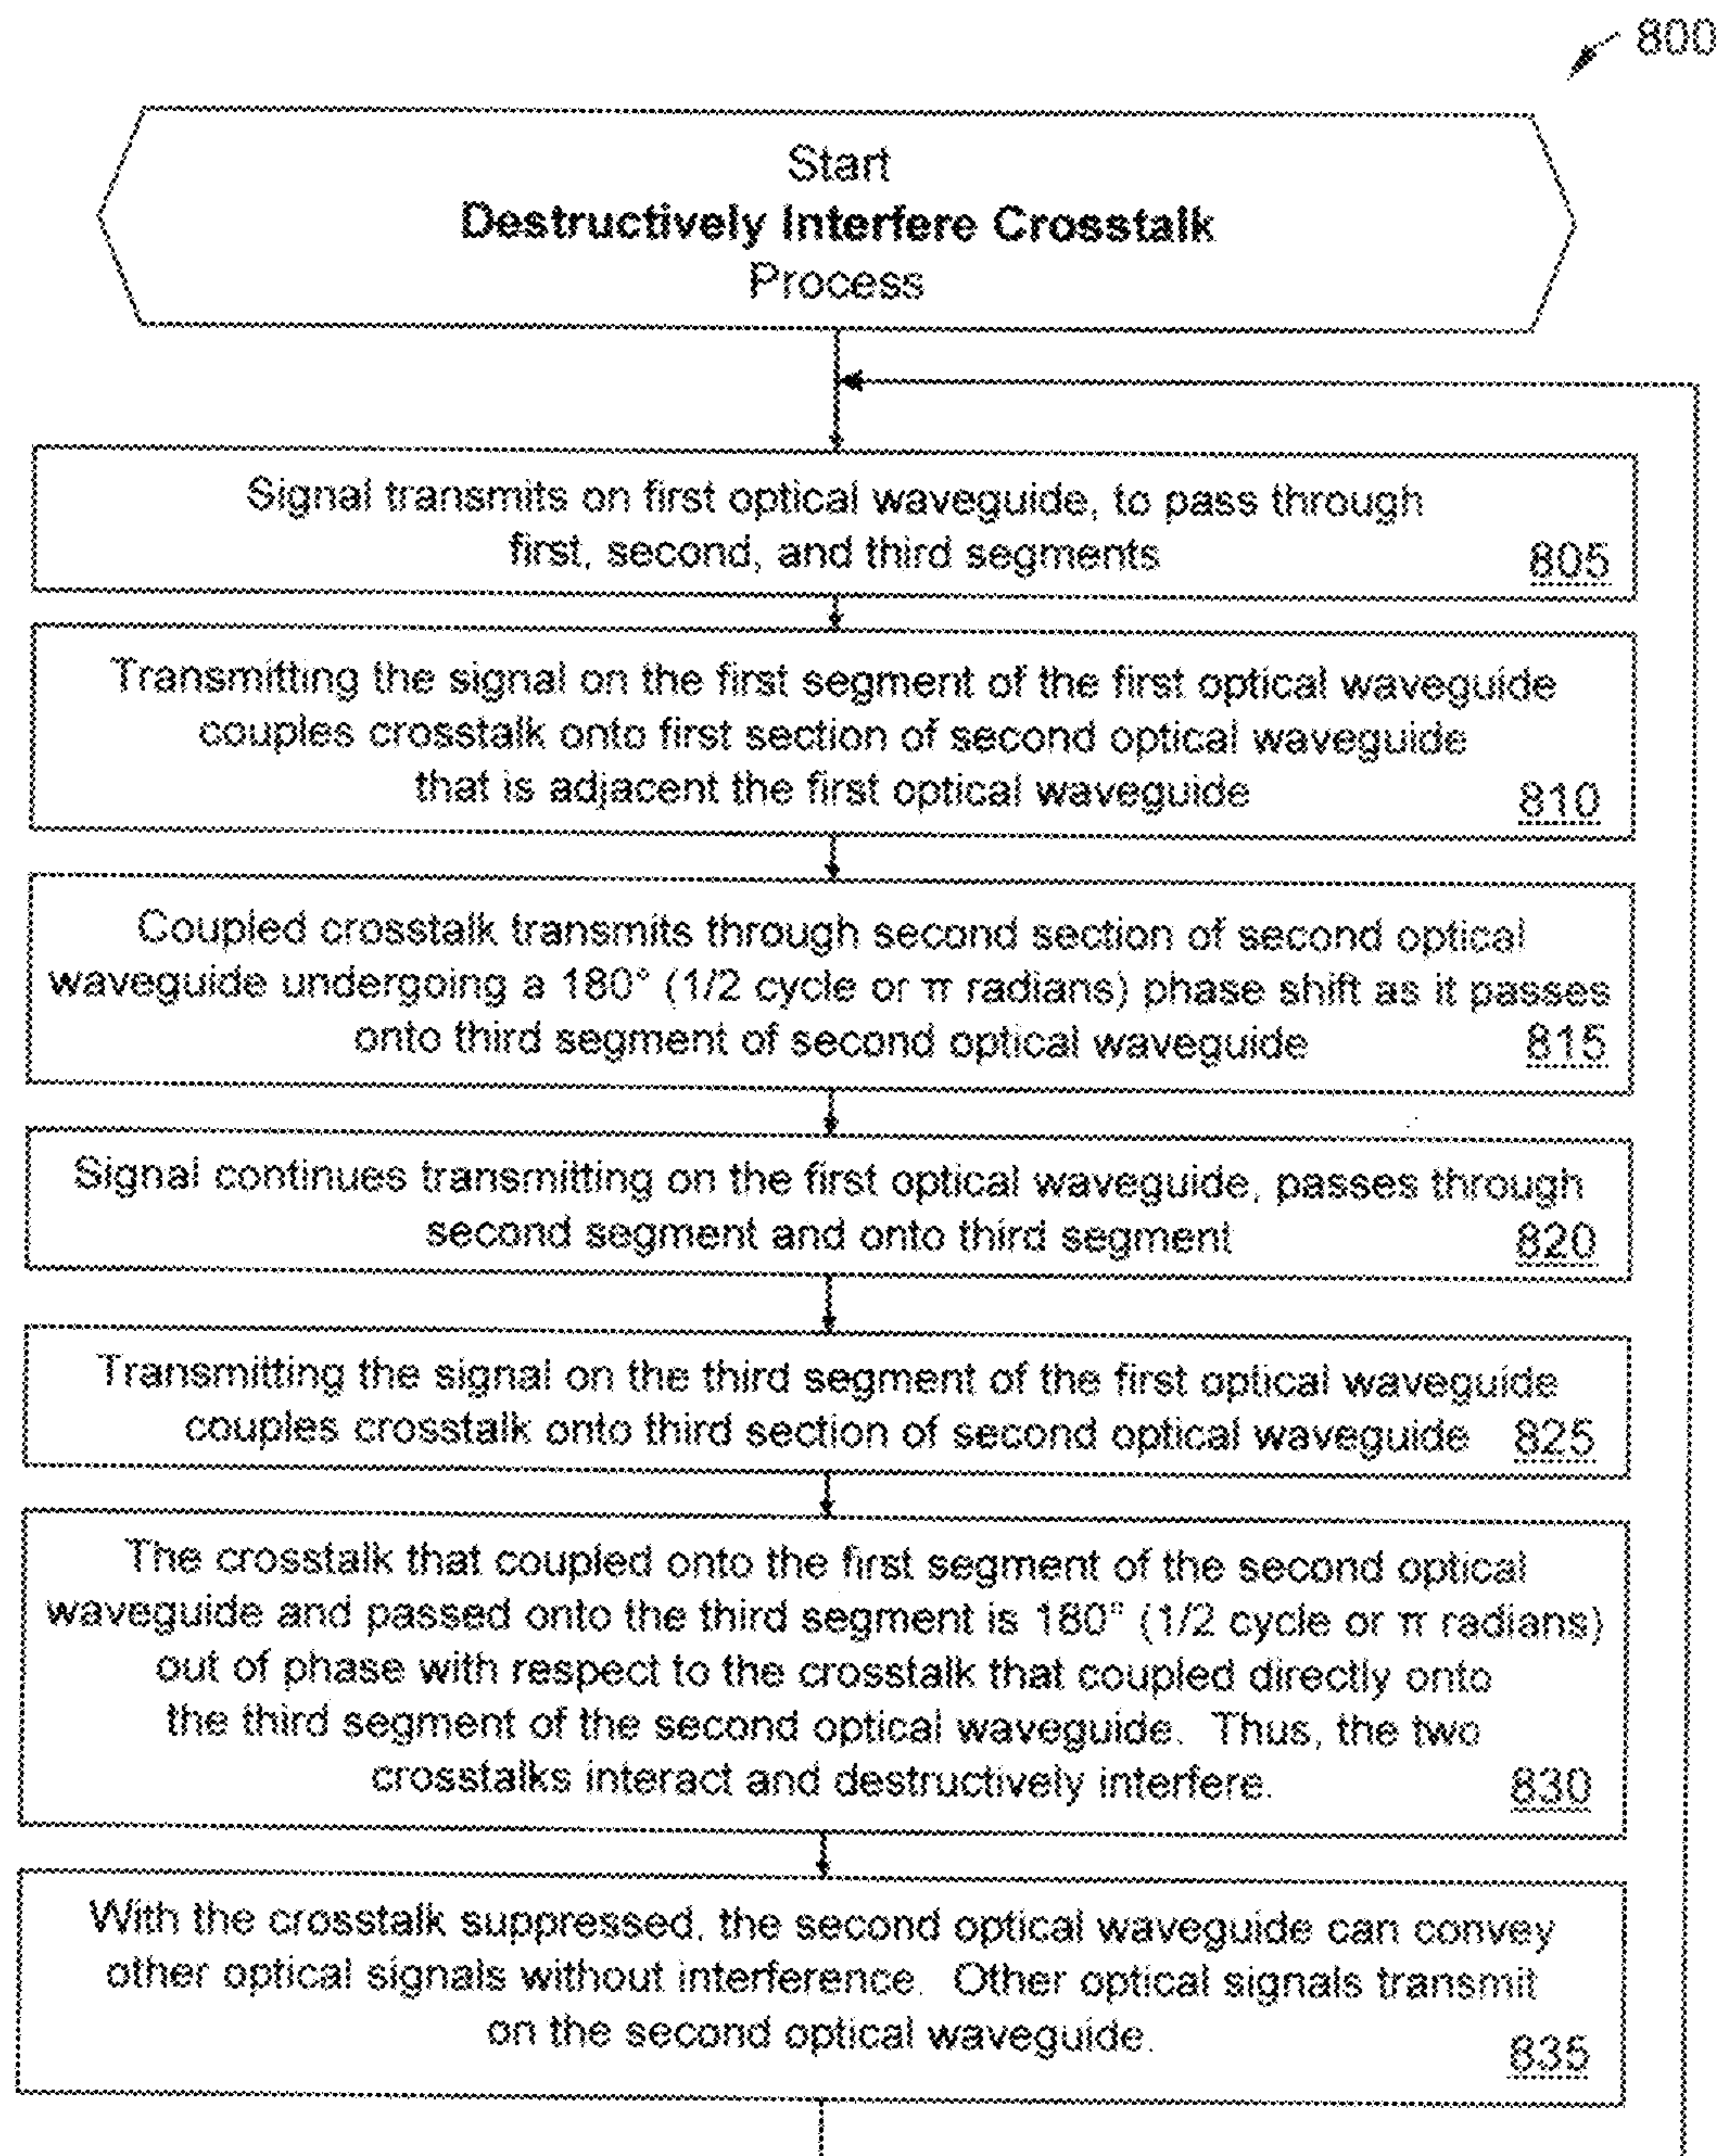 800
Start
Destructively Interfere Crosstalk
Process
Signal transmits on first optical waveguide, to pass through
first, second, and third segments
805
Transmitting the signal on the first segment of the first optical waveguide
couples crosstalk onto first section of second optical waveguide
that is adjacent the first optical waveguide
810
Coupled crosstalk transmits through second section of second optical
waveguide undergoing a 180° (1/2 cycle or π radians) phase shift as it passes
onto third segment of second optical waveguide
815
Signal continues transmitting on the first optical waveguide, passes through
second segment and onto third segment
820
Transmitting the signal on the third segment of the first optical waveguide
couples crosstalk onto third section of second optical waveguide 825
The crosstalk that coupled onto the first segment of the second optical
waveguide and passed onto the third segment is 180° (1/2 cycle or π radians)
out of phase with respect to the crosstalk that coupled directly onto
the third segment of the second optical waveguide. Thus, the two
crosstalks interact and destructively interfere.
830
With the crosstalk suppressed, the second optical waveguide can convey
other optical signals without interference. Other optical signals transmit
on the second optical waveguide.
835